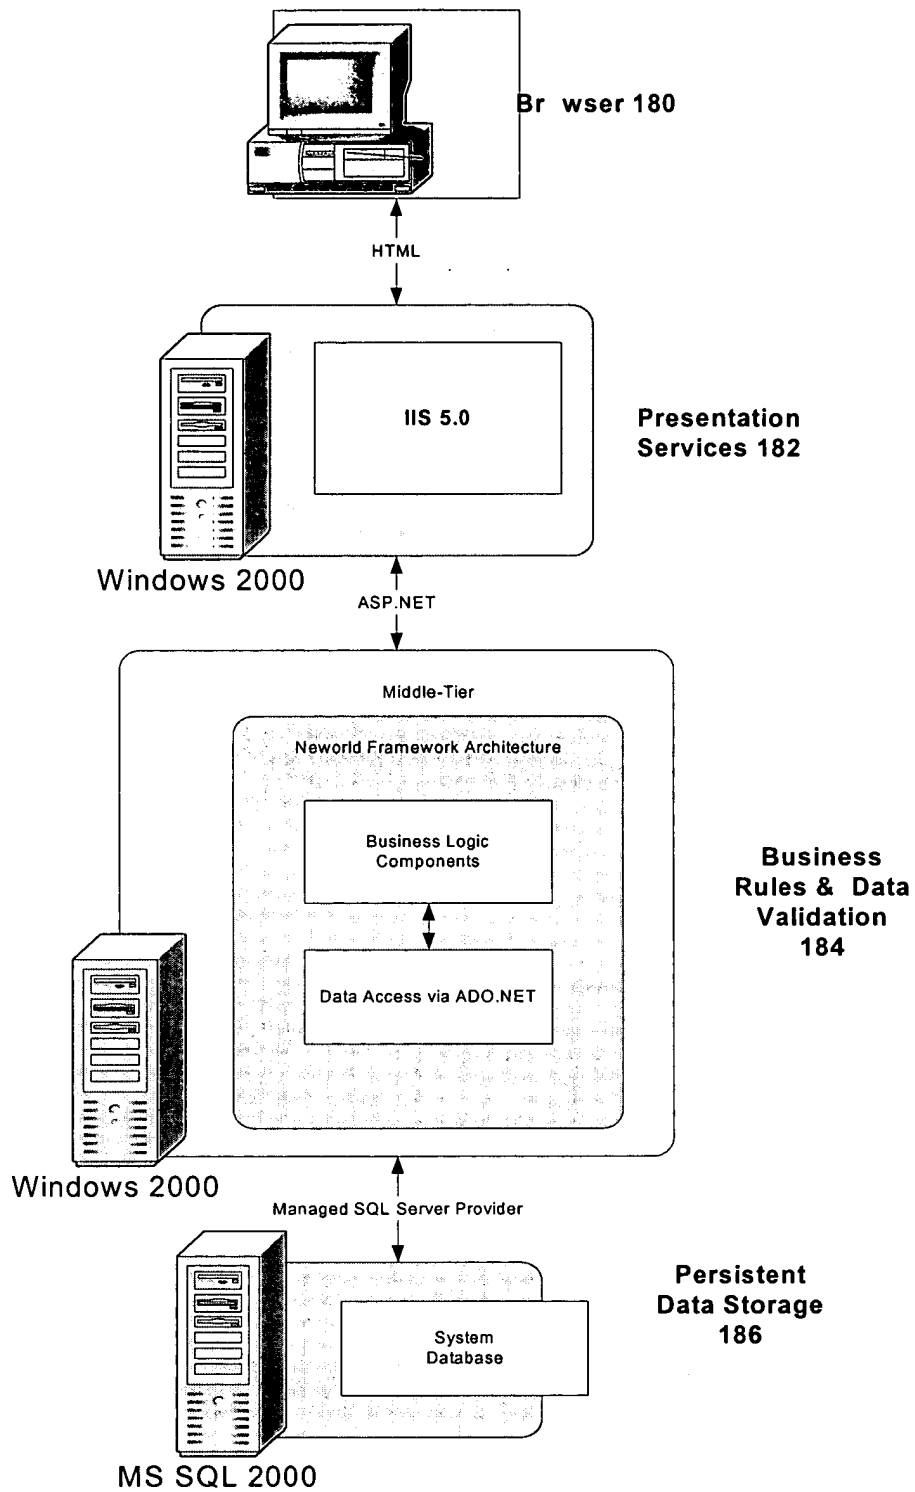 Br wser 180
HTML
IIS 5.0
Presentation
Services 182
Windows 2000
ASP.NET
Middle-Tier
Neworld Framework Architecture
Business Logic
Components
Business
Rules & Data
Validation
184
Data Access via ADO.NET
Windows 2000
Managed SQL Server Provider
Persistent
Data Storage
186
System
Database
MS SQL 2000